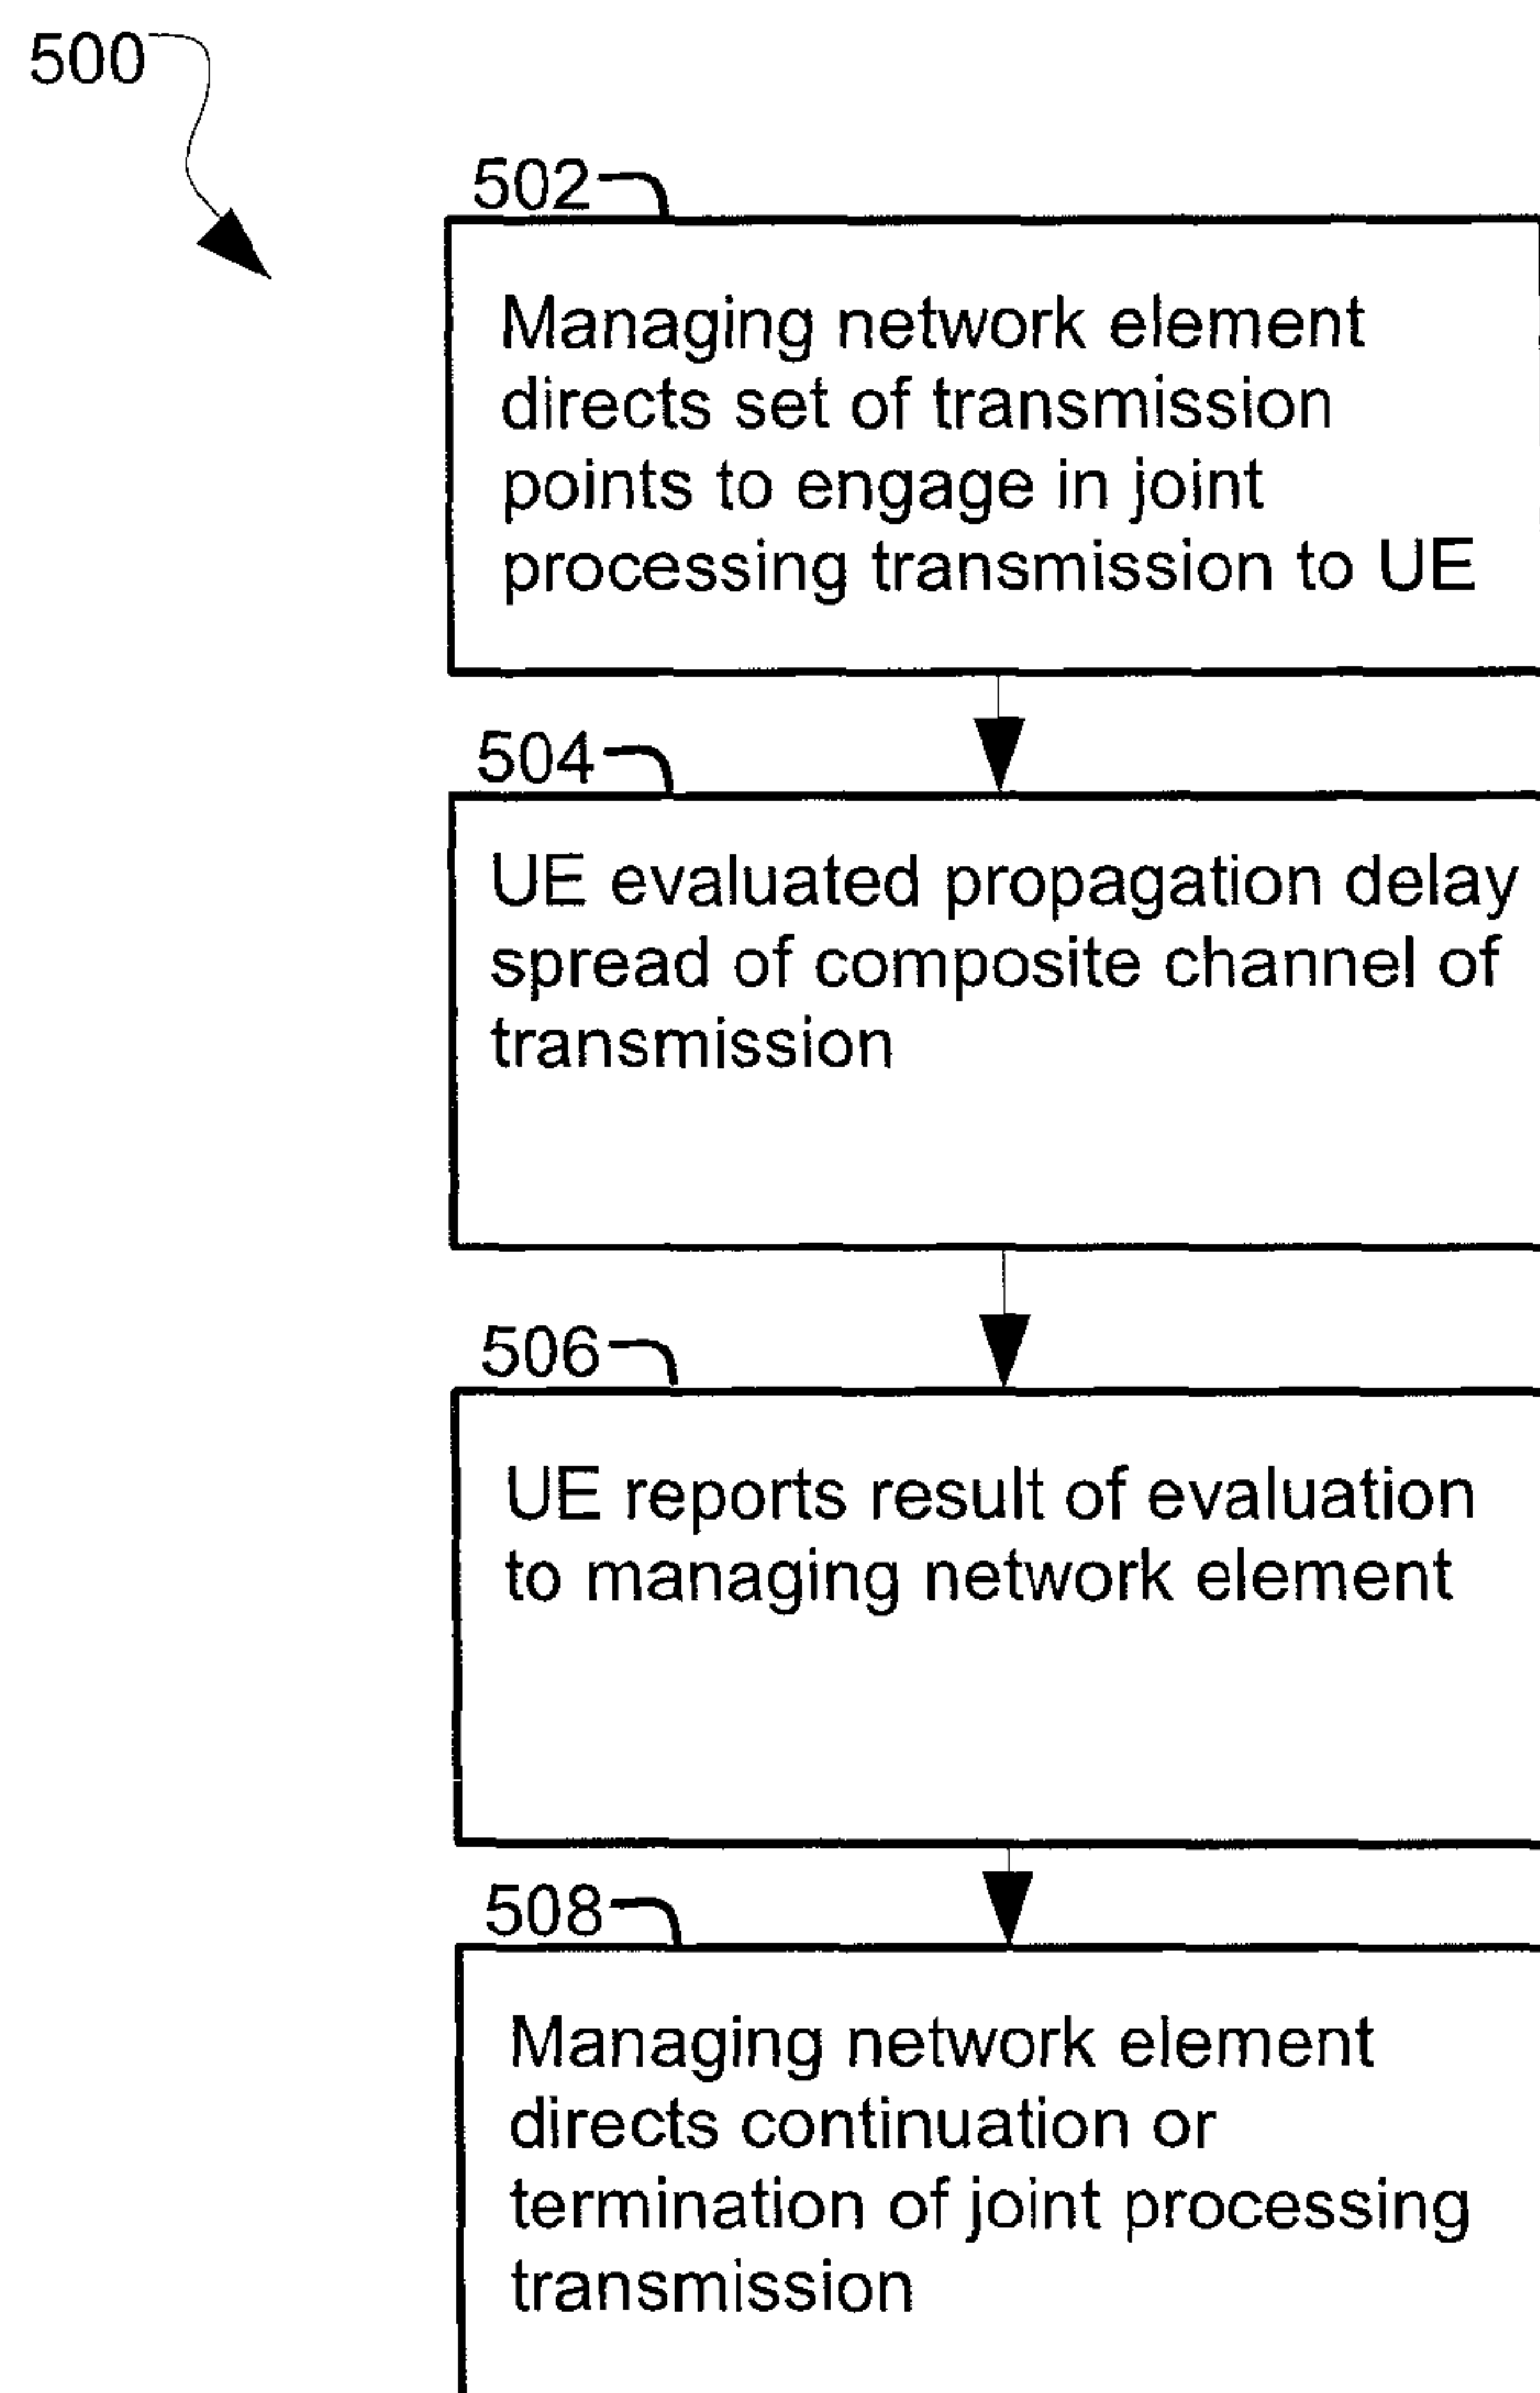 500
502
Managing network element
directs set of transmission
points to engage in joint
processing transmission to UE
504
UE evaluated propagation delay
spread of composite channel of
transmission
506
UE reports result of evaluation
to managing network element
508
Managing network element
directs continuation or
termination of joint processing
transmission